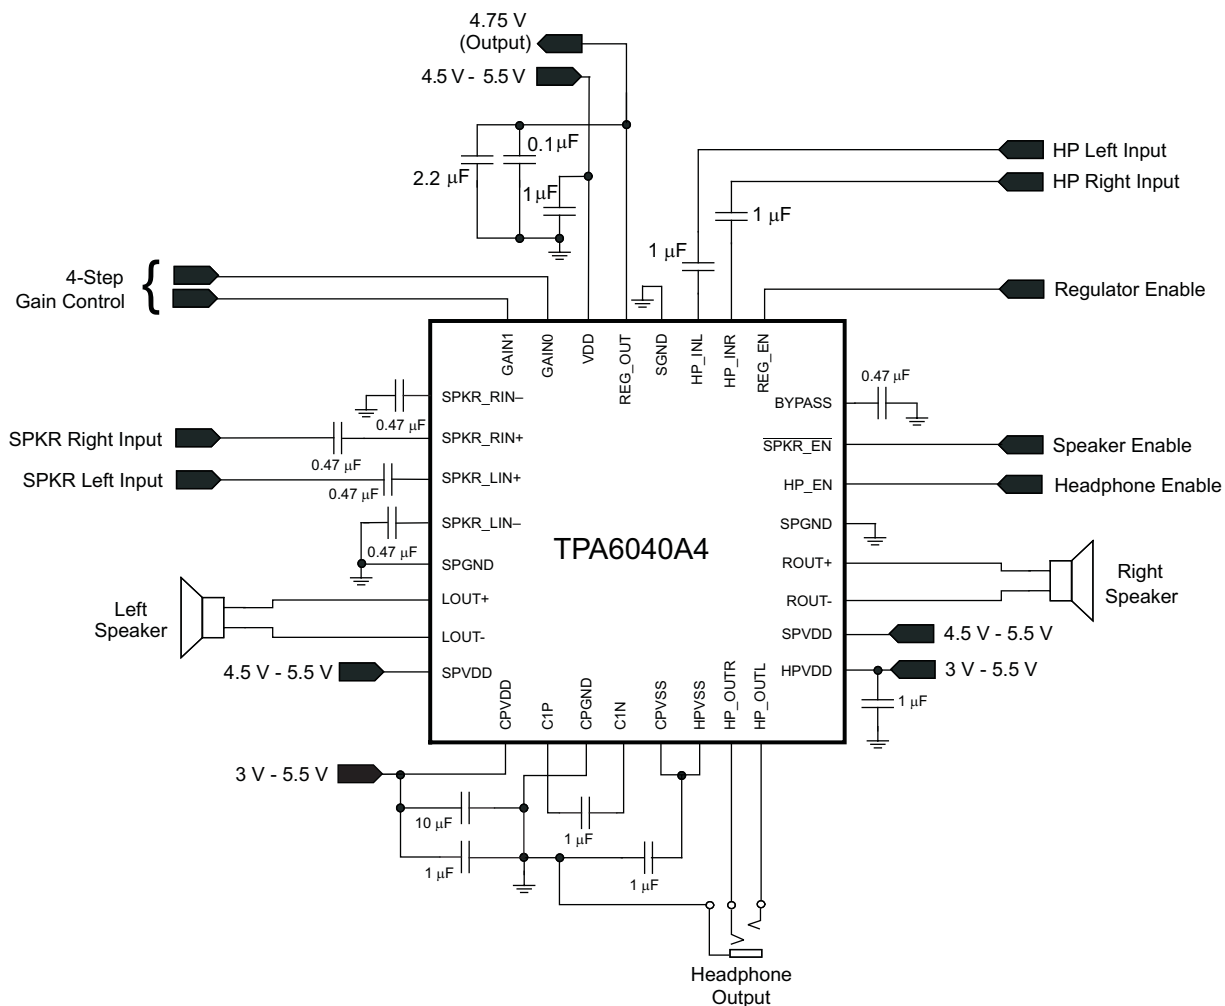 4.75 V
(Output)
4.5 V - 5.5 V
0.1 μF
2.2 μF
1 μF
HP Left Input
HP Right Input
1 μF
1 μF
4-Step
Gain Control
{
Regulator Enable
GAIN1
GAIN0
VDD
REG_OUT
SGND
HP_INL
HP_INR
REG_EN
SPKR_RIN–
0.47 μF
BYPASS
0.47 μF
SPKR Right Input
SPKR_RIN+
0.47 μF
SPKR_EN
Speaker Enable
SPKR Left Input
SPKR_LIN+
0.47 μF
HP_EN
Headphone Enable
SPKR_LIN–
0.47 μF
SPGND
TPA6040A4
SPGND
ROUT+
Right
Speaker
LOUT+
ROUT-
Left
Speaker
LOUT-
SPVDD
4.5 V - 5.5 V
4.5 V - 5.5 V
SPVDD
HPVDD
3 V - 5.5 V
1 μF
CPVDD
C1P
CPGND
C1N
CPVSS
HPVSS
HP_OUTR
HP_OUTL
3 V - 5.5 V
10 μF
1 μF
1 μF
1 μF
Headphone
Output